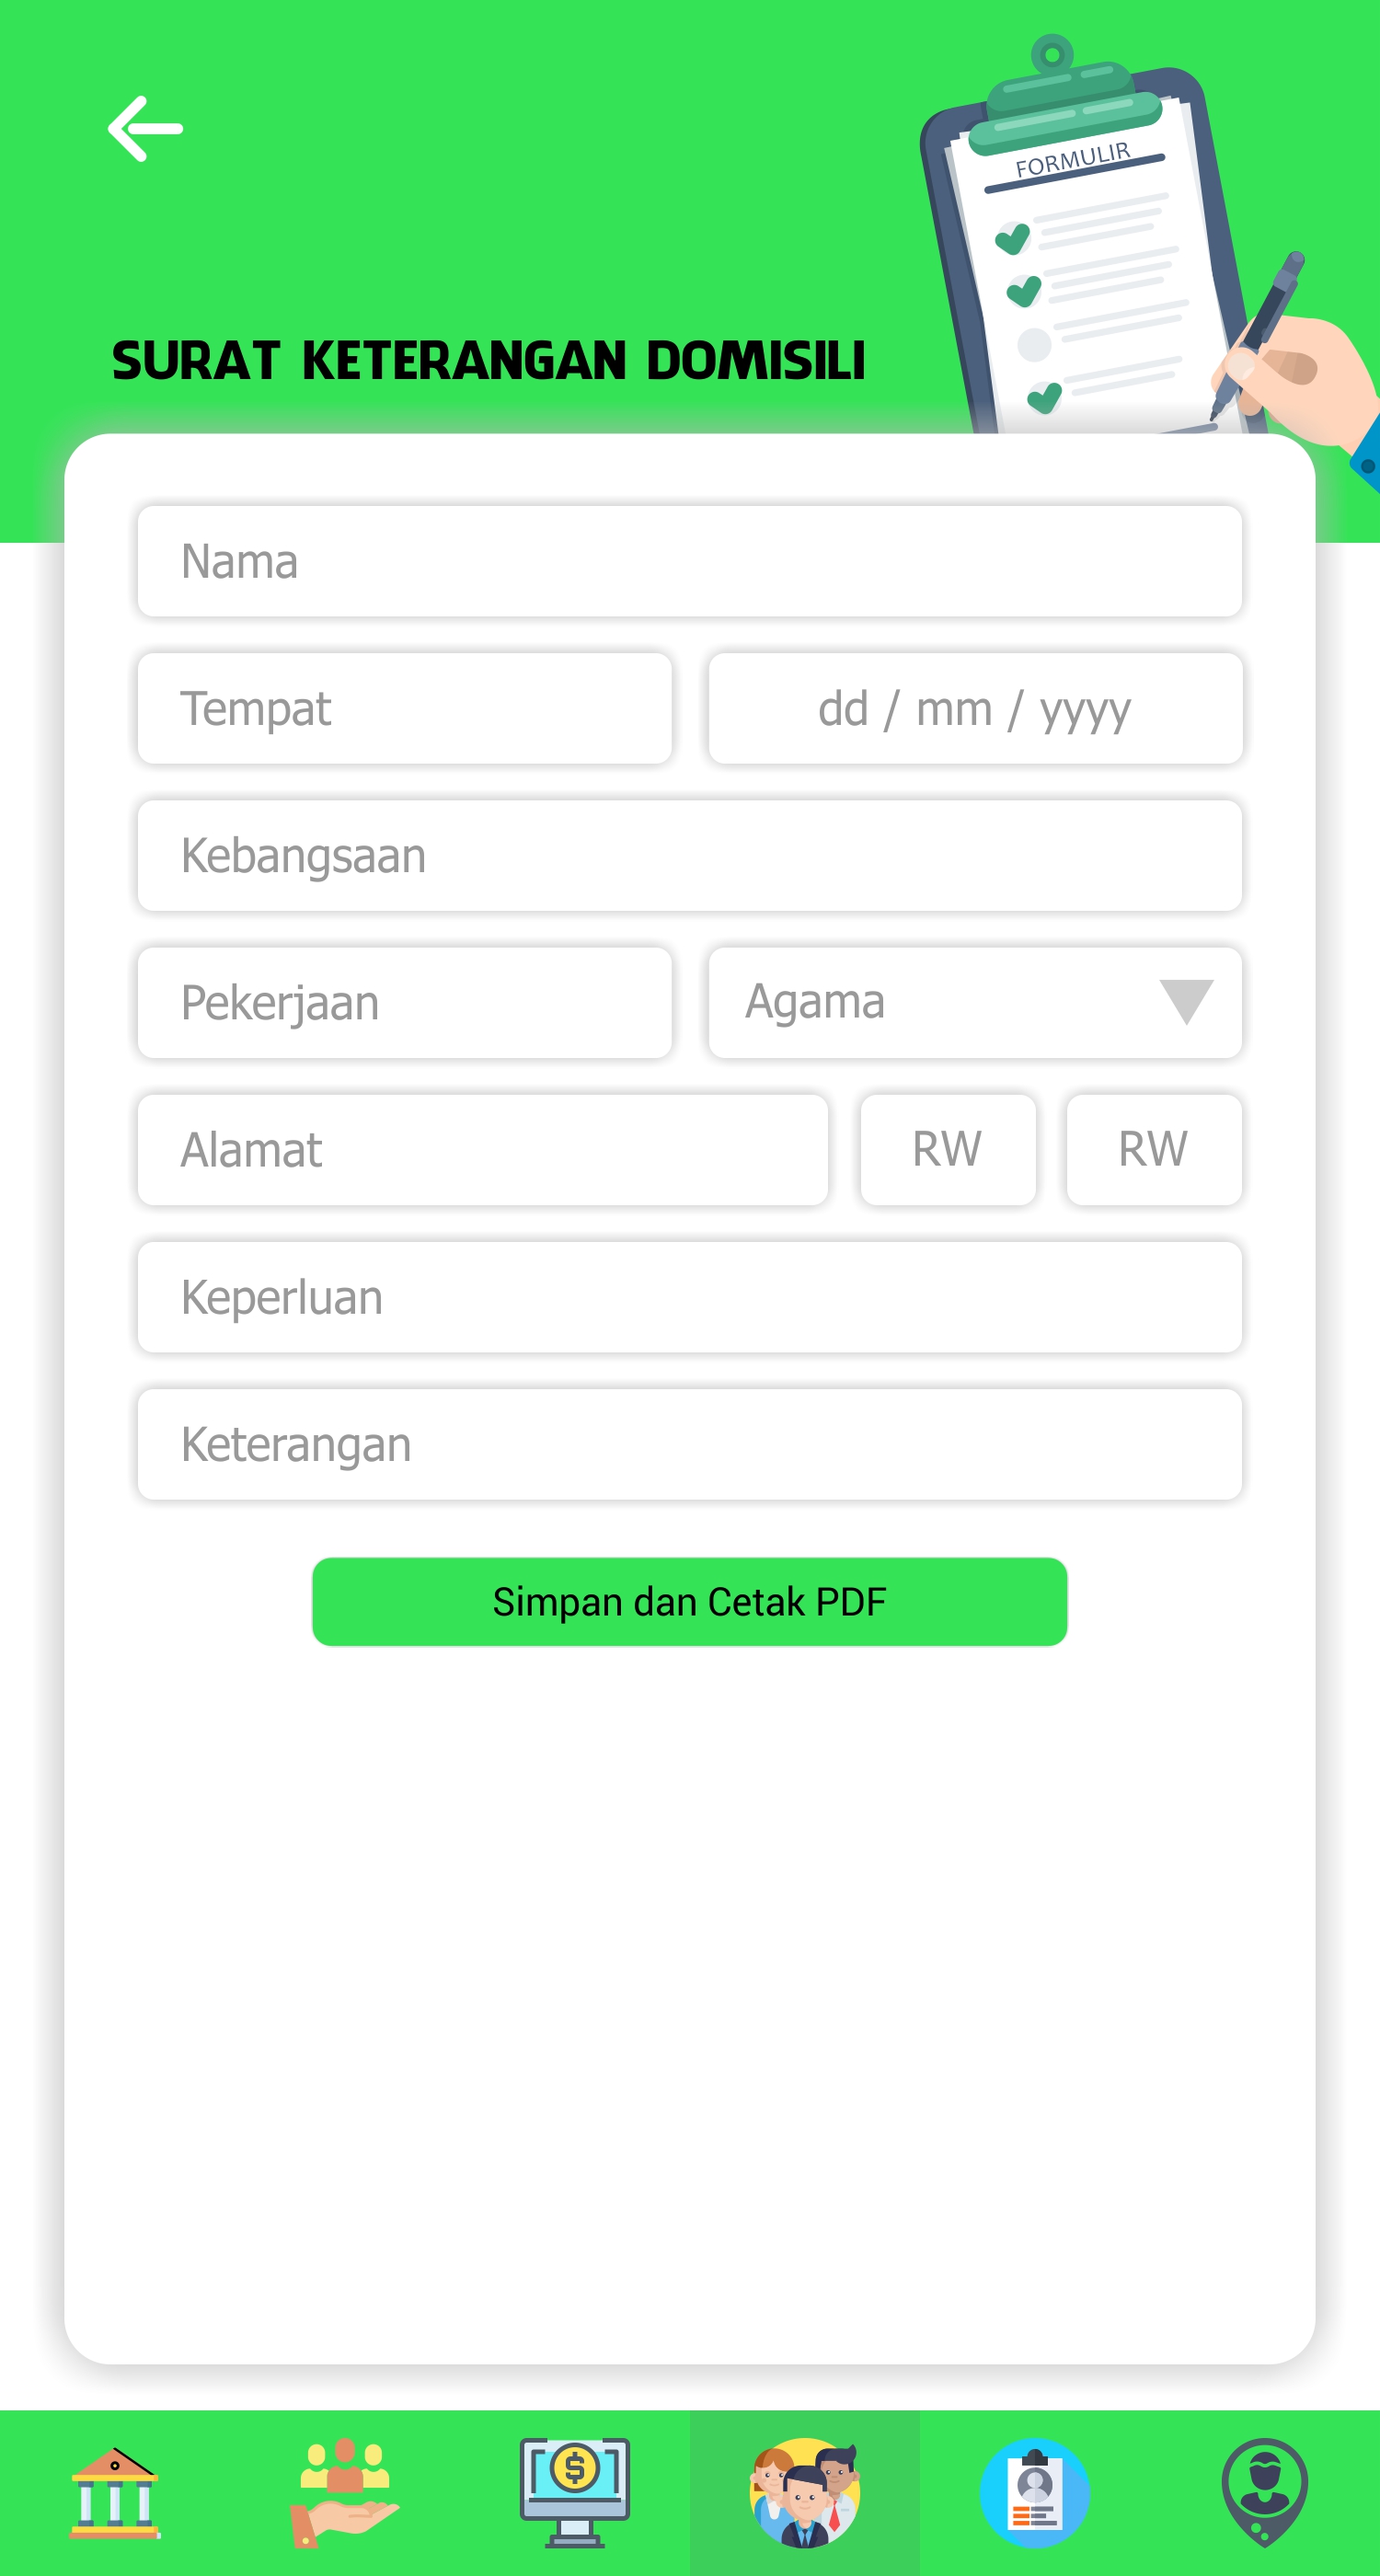 FORMULIR
SURAT KETERANGAN DOMISILI
Nama
Tempat
dd / mm / yyyy
Kebangsaan
Pekerjaan
Agama
Alamat
RW
RW
Keperluan
Keterangan
Simpan dan Cetak PDF
$